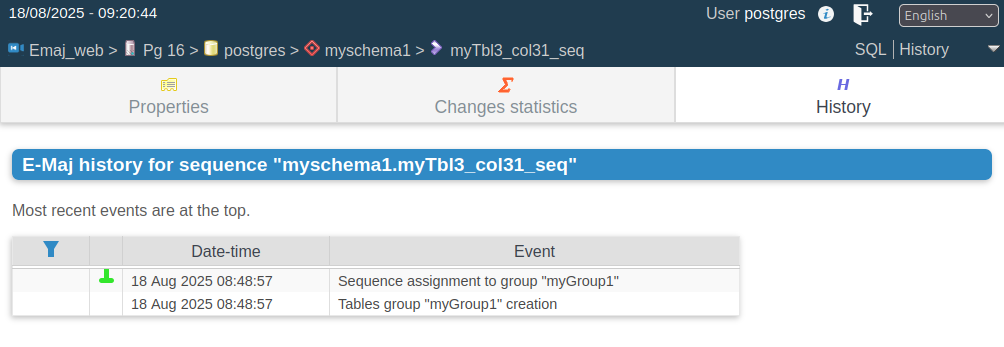 18/08/2025 - 09:20:44
User postgres
English
Emaj_web > Pg 16 > postgres > myschema1 > myTbl3_col31_seq
SQL | History
Properties
Changes statistics
History
E-Maj history for sequence "myschema1.myTbl3_col31_seq"
Most recent events are at the top.
Date-time Event
18 Aug 2025 08:48:57 Sequence assignment to group "myGroup1"
18 Aug 2025 08:48:57 Tables group "myGroup1" creation